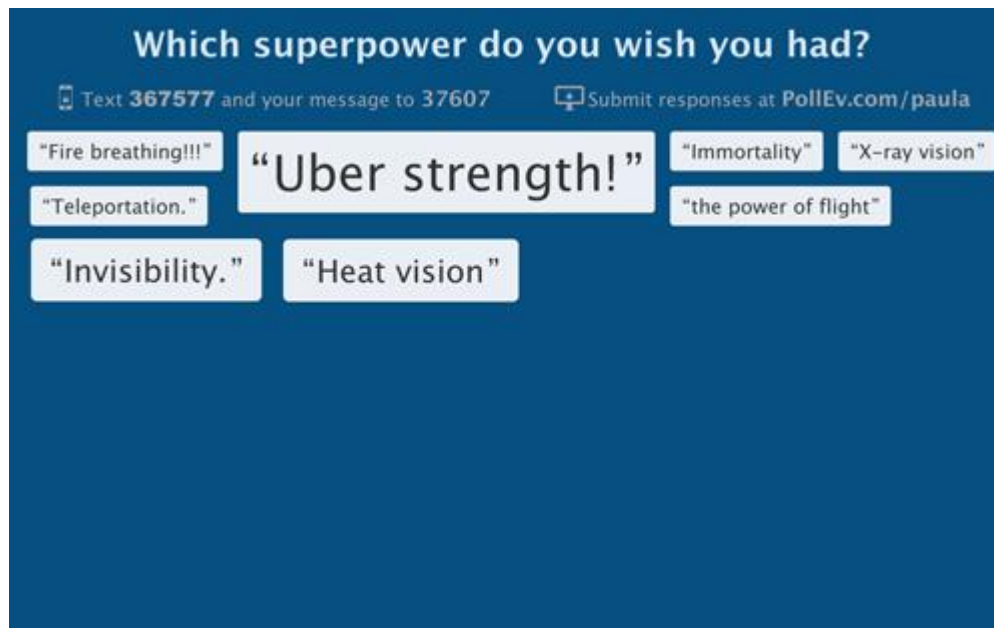 Which superpower do you wish you had?
Text 367577 and your message to 37607
Submit responses at PollEv.com/paula
“Fire breathing!!!”
“Uber strength!”
“Immortality”
“X-ray vision”
“Teleportation.”
“the power of flight”
“Invisibility.”
“Heat vision”